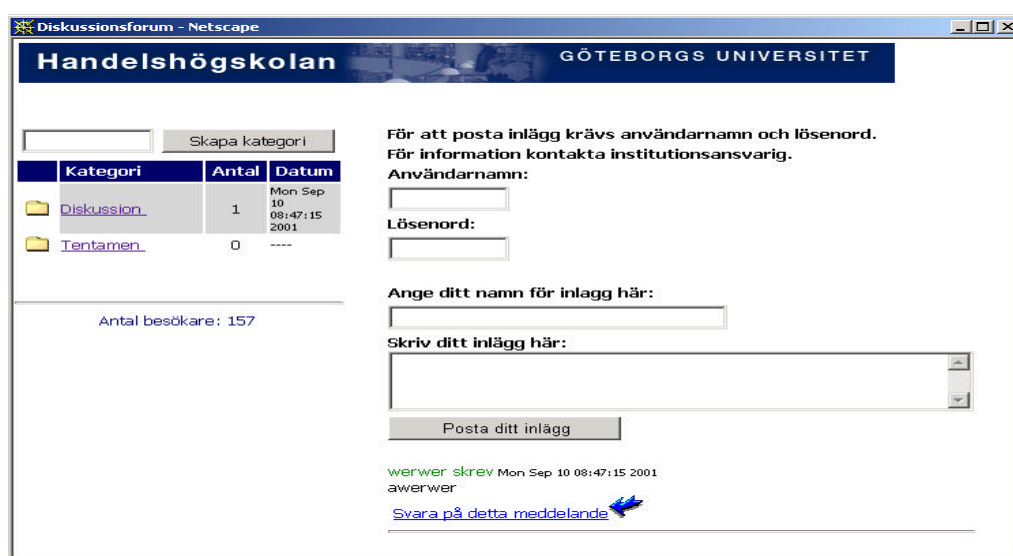 Diskussionsforum - Netscape
Handelshögskolan
GÖTEBORGS UNIVERSITET
Skapa kategori
Kategori Antal Datum
Diskussion 1 Mon Sep
10
08:47:15
2001
Tentamen 0 ----
Antal besökare: 157
För att posta inlägg krävs användarnamn och lösenord.
För information kontakta institutionsansvarig.
Användarnamn:
Lösenord:
Ange ditt namn för inlagg här:
Skriv ditt inlägg här:
Posta ditt inlägg
werwer skrev Mon Sep 10 08:47:15 2001
awerwer
Svara på detta meddelande